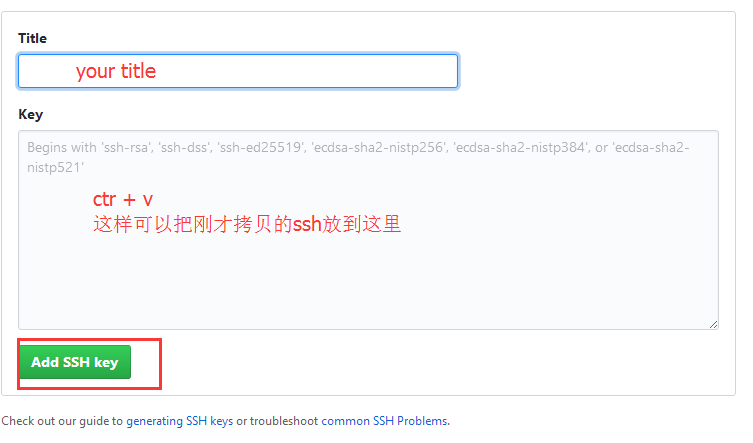 Title
your title
Key
Begins with 'ssh-rsa', 'ssh-dss', 'ssh-ed25519', 'ecdsa-sha2-nistp256', 'ecdsa-sha2-nistp384', or 'ecdsa-sha2-
nistp521'
ctr + v
这样可以把刚才拷贝的ssh放到这里
Add SSH key
Check out our guide to generating SSH keys or troubleshoot common SSH Problems.